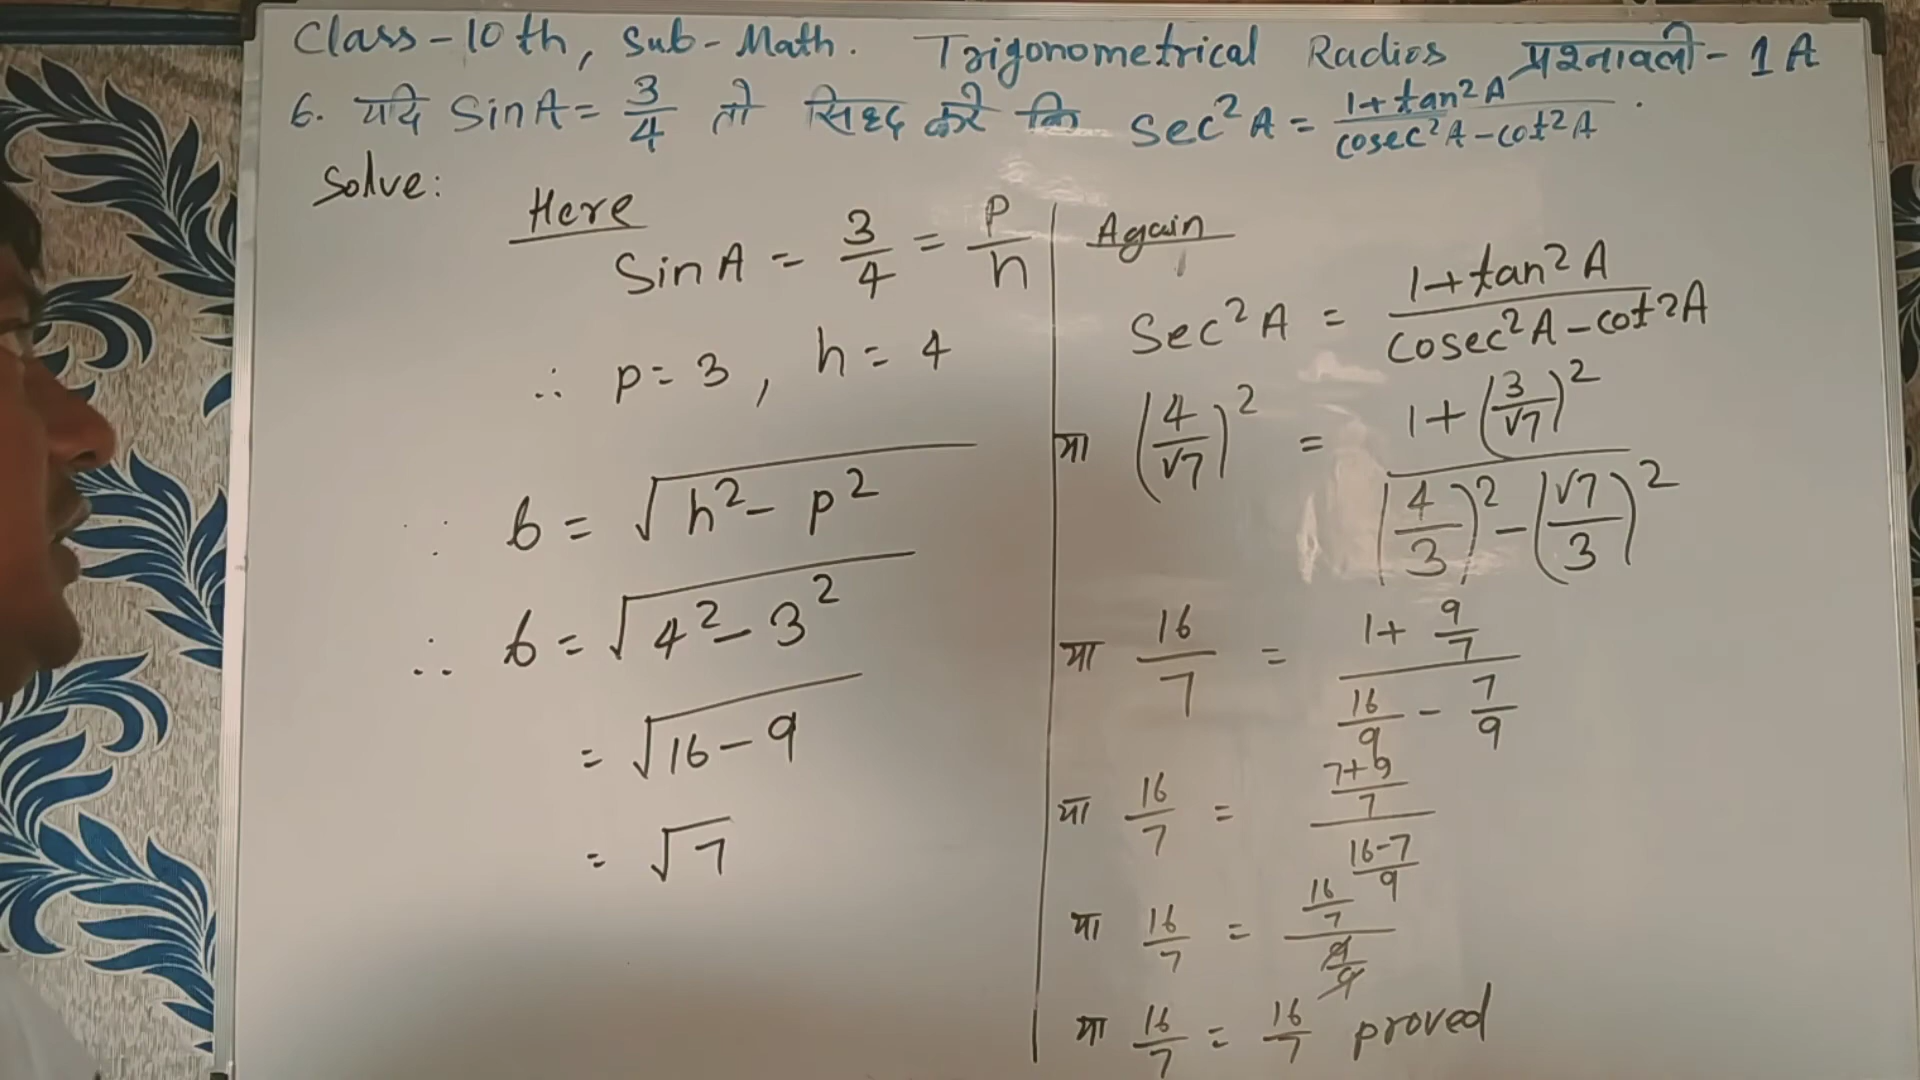 Class-10th, Sub-Math. Trigonometrical Radios प्रश्नावली-1A
6. यदि SinA = 3/4 तो सिद्ध करे कि Sec²A = (1+tan²A)/(cosec²A-cot²A).
Solve:
Here
SinA = 3/4 = P/h
∴ p=3, h=4
∵ b = √(h²-p²)
∴ b = √(4²-3²)
= √(16-9)
= √7
Again
Sec²A = (1+tan²A)/(cosec²A-cot²A)
या (4/√7)² = (1+(3/√7)²)/((4/3)²-(√7/3)²)
या 16/7 = (1+9/7)/(16/9-7/9)
या 16/7 = ((7+9)/7)/((16-7)/9)
या 16/7 = (16/7)/(9/9)
या 16/7 = 16/7 proved